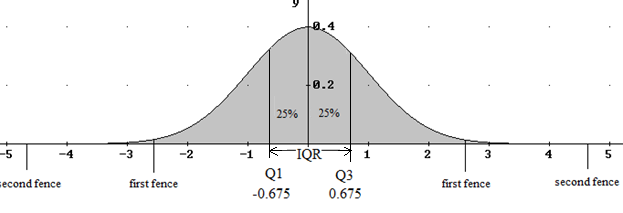 y
0.4
0.2
25% 25%
-5 -4 -3 -2 -1 1 2 3 4 5
IQR
second fence first fence Q1 Q3 first fence second fence
-0.675 0.675